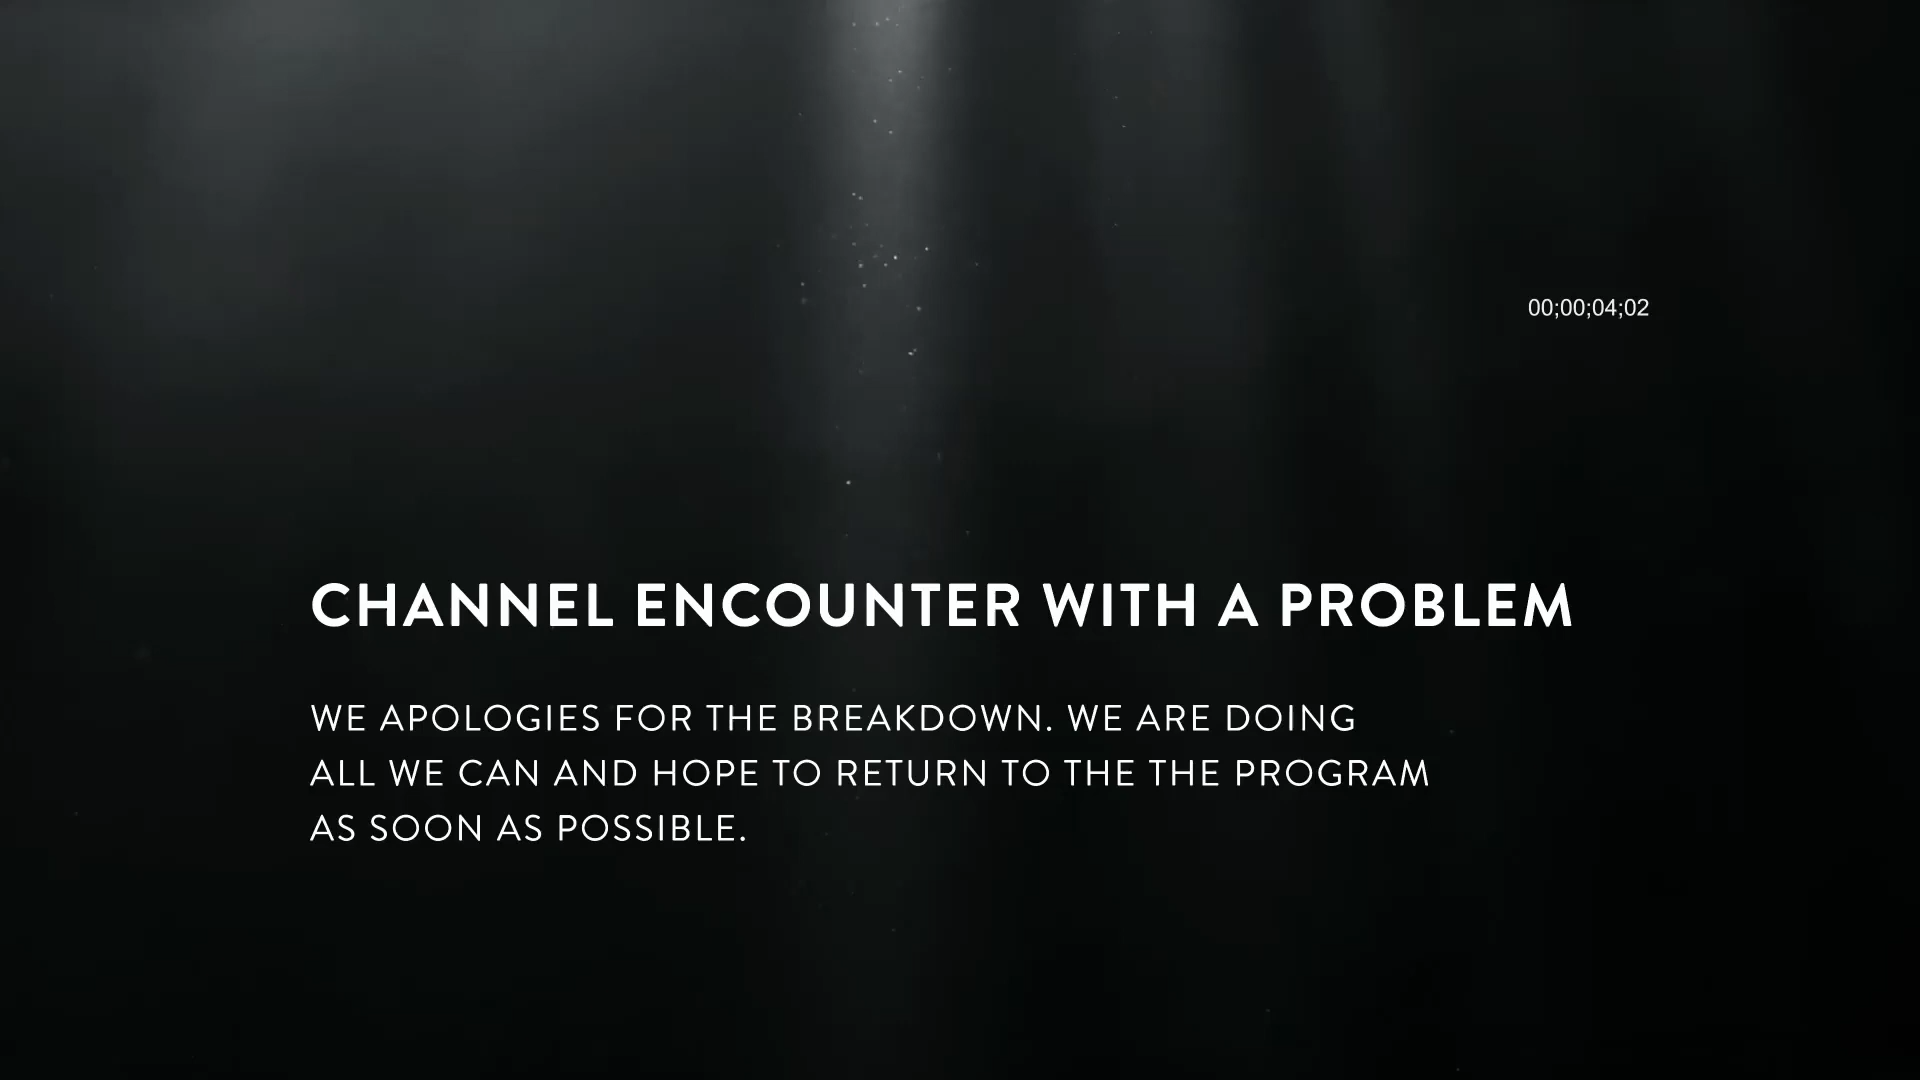 00;00;04;02
CHANNEL ENCOUNTER WITH A PROBLEM
WE APOLOGIES FOR THE BREAKDOWN. WE ARE DOING
ALL WE CAN AND HOPE TO RETURN TO THE THE PROGRAM
AS SOON AS POSSIBLE.